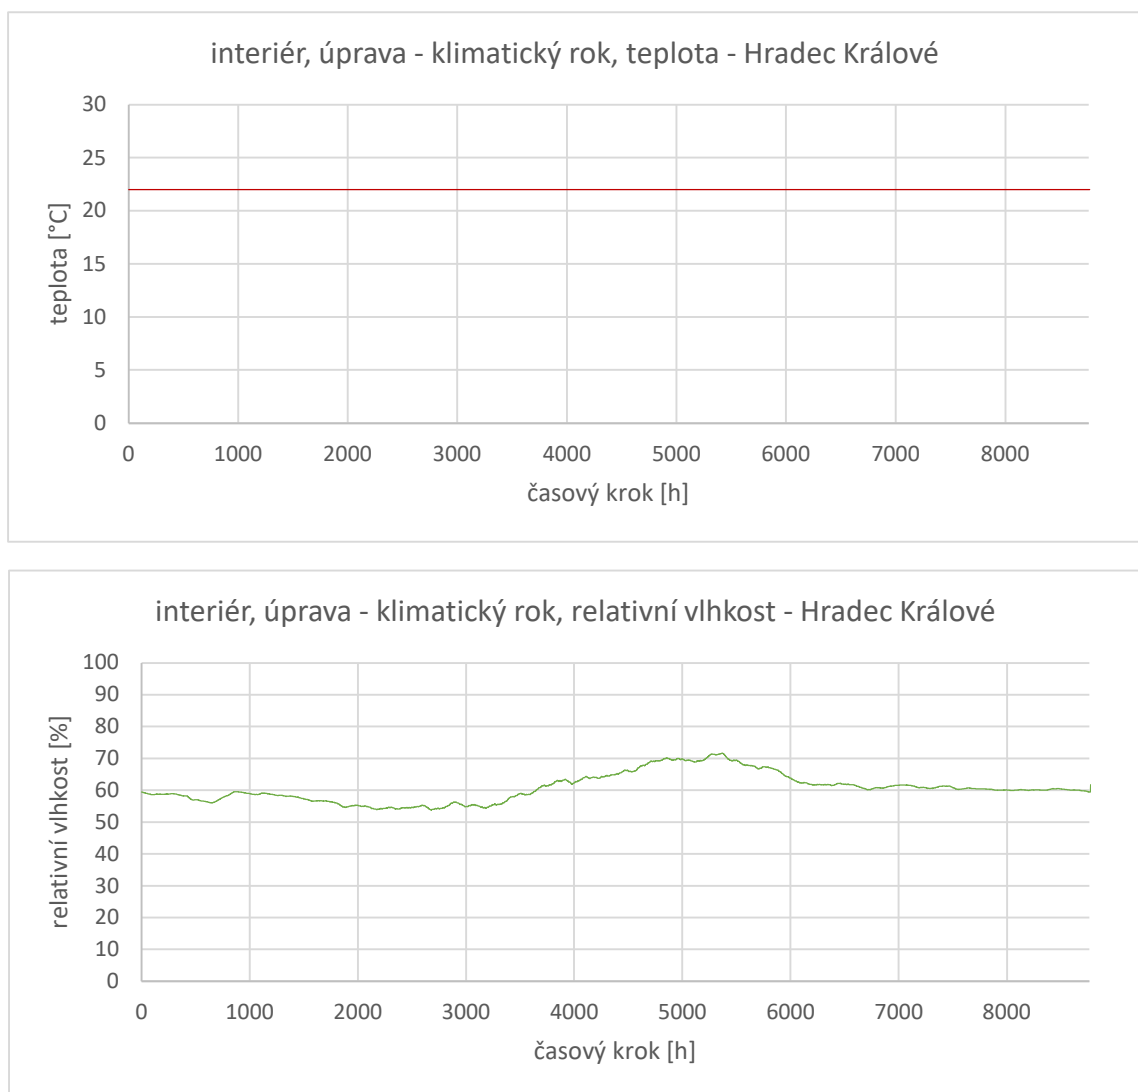 interiér, úprava - klimatický rok, teplota - Hradec Králové
30
25
20
15
10
5
0
teplota [°C]
0 1000 2000 3000 4000 5000 6000 7000 8000
časový krok [h]
interiér, úprava - klimatický rok, relativní vlhkost - Hradec Králové
100
90
80
70
60
50
40
30
20
10
0
relativní vlhkost [%]
0 1000 2000 3000 4000 5000 6000 7000 8000
časový krok [h]